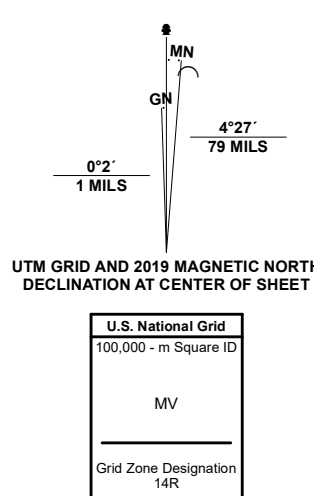 MN
GN
4°27´
79 MILS
0°2´
1 MILS
UTM GRID AND 2019 MAGNETIC NORTH
DECLINATION AT CENTER OF SHEET
U.S. National Grid
100,000 - m Square ID
MV
Grid Zone Designation
14R